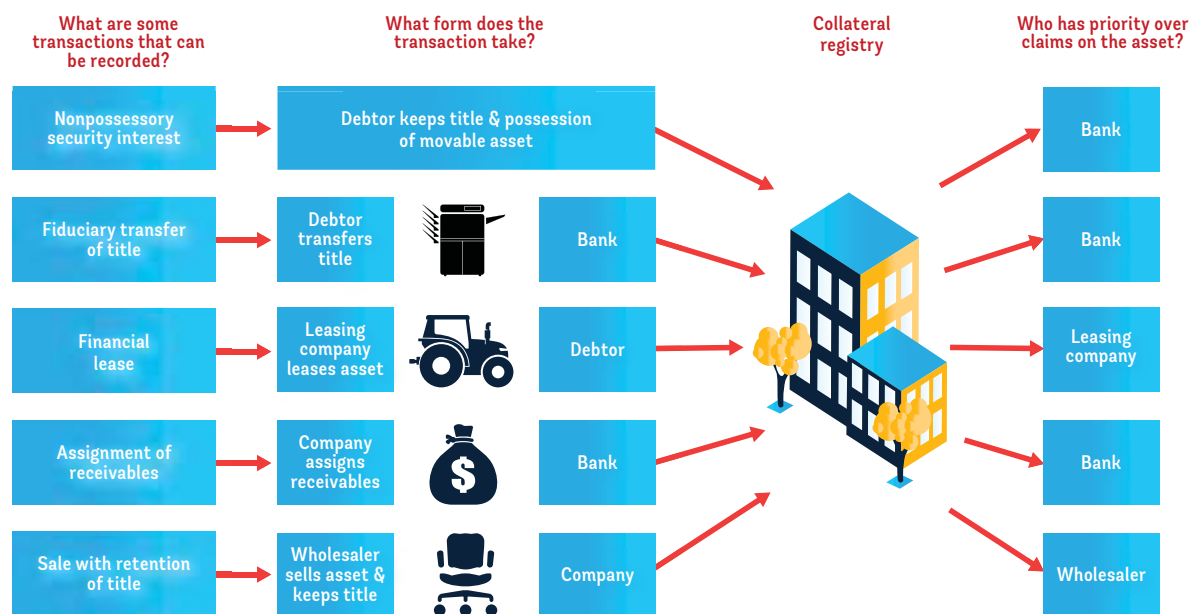 What are some
transactions that can
be recorded?
What form does the
transaction take?
Collateral
registry
Who has priority over
claims on the asset?
Nonpossessory
security interest
Debtor keeps title & possession
of movable asset
Bank
Fiduciary transfer
of title
Debtor
transfers
title
Bank
Bank
Financial
lease
Leasing
company
leases asset
Debtor
Leasing
company
Assignment of
receivables
Company
assigns
receivables
$
Bank
Bank
Sale with retention
of title
Wholesaler
sells asset &
keeps title
Company
Wholesaler